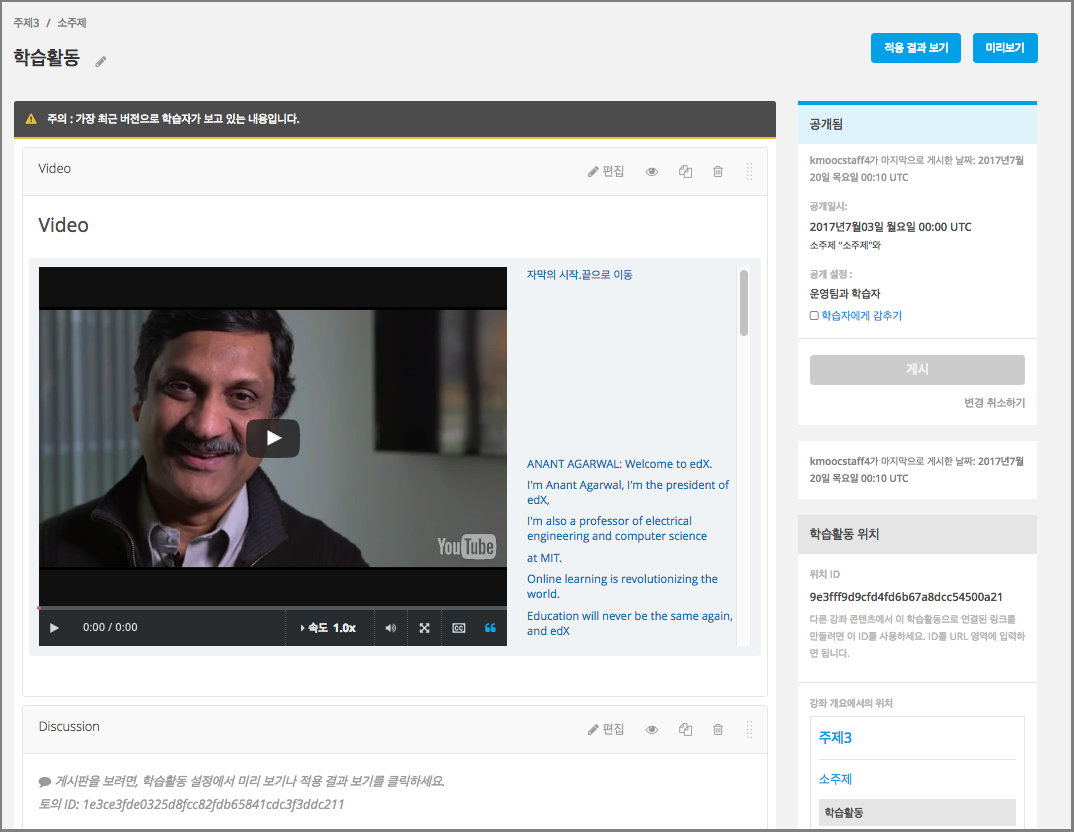 주제3 / 소주제
학습활동
적용 결과 보기
미리보기
주의 : 가장 최근 버전으로 학습자가 보고 있는 내용입니다.
Video
편집
Video
YouTube
자막의 시작.끝으로 이동
ANANT AGARWAL: Welcome to edX.
I'm Anant Agarwal, I'm the president of
edX,
I'm also a professor of electrical
engineering and computer science
at MIT.
Online learning is revolutionizing the
world.
Education will never be the same again,
and edX
0:00 / 0:00
속도 1.0x
CC
Discussion
편집
게시판을 보려면, 학습활동 설정에서 미리 보기나 적용 결과 보기를 클릭하세요.
토의 ID: 1e3ce3fde0325d8fcc82fdb65841cdc3f3ddc211
공개됨
kmoocstaff4가 마지막으로 게시한 날짜: 2017년7월
20일 목요일 00:10 UTC
공개일시:
2017년7월03일 월요일 00:00 UTC
소주제 "소주제"와
공개 설정 :
운영팀과 학습자
학습자에게 감추기
게시
변경 취소하기
kmoocstaff4가 마지막으로 게시한 날짜: 2017년7월
20일 목요일 00:10 UTC
학습활동 위치
위치 ID
9e3fff9d9cfd4fd6b67a8dcc54500a21
다른 강좌 콘텐츠에서 이 학습활동으로 연결된 링크를
만들려면 이 ID를 사용하세요. ID를 URL 영역에 입력하
면 됩니다.
강좌 개요에서의 위치
주제3
소주제
학습활동